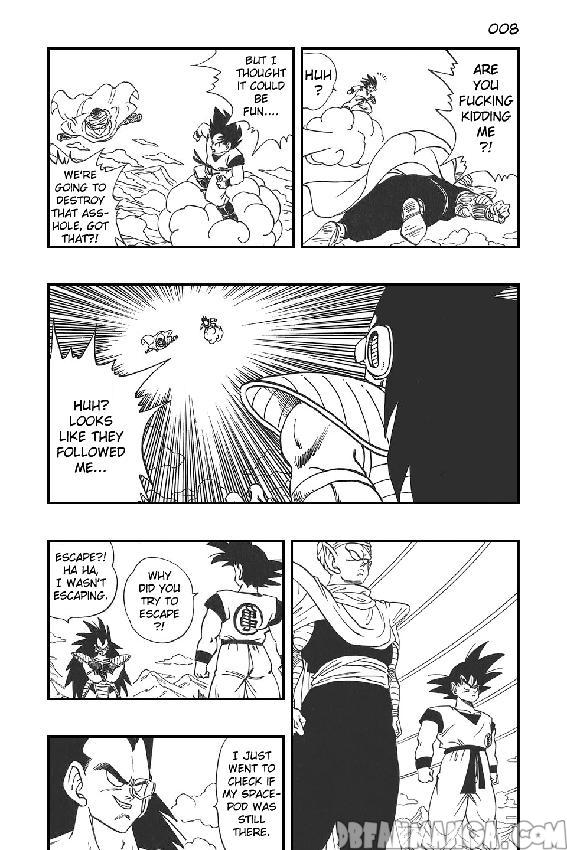 008
ARE
YOU
FUCKING
KIDDING
ME
?!
HUH
?
BUT I
THOUGHT
IT COULD
BE
FUN....
WE'RE
GOING TO
DESTROY
THAT ASS-
HOLE, GOT
THAT?!
HUH?
LOOKS
LIKE THEY
FOLLOWED
ME...
WHY
DID YOU
TRY TO
ESCAPE
?!
ESCAPE?!
HA HA,
I WASN'T
ESCAPING.
I JUST
WENT TO
CHECK IF
MY SPACE-
POD WAS
STILL
THERE.
DBFANMANGA.COM